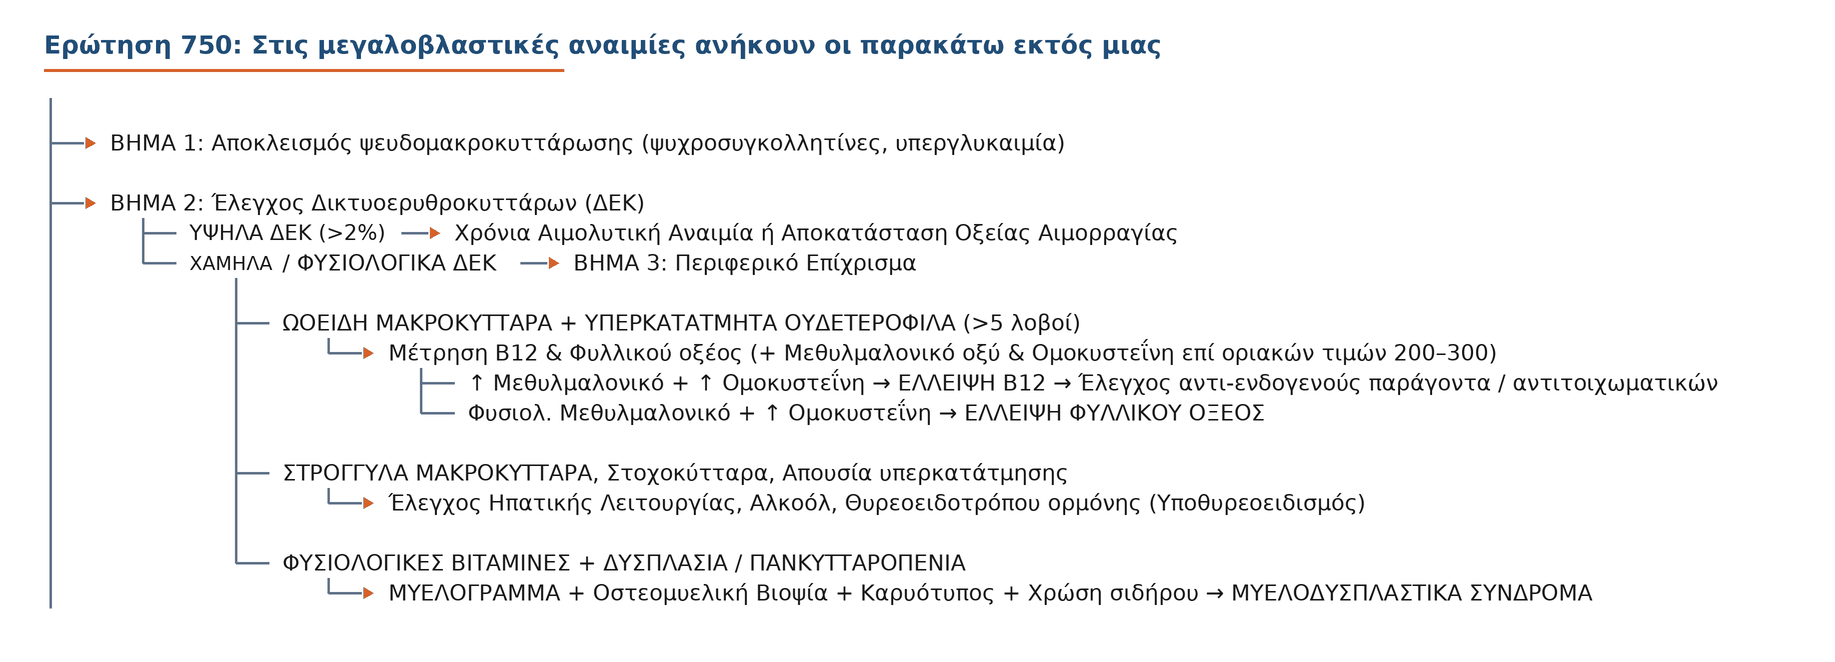 Ερώτηση 750: Στις μεγαλοβλαστικές αναιμίες ανήκουν οι παρακάτω εκτός μιας
ΒΗΜΑ 1: Αποκλεισμός ψευδομακροκυττάρωσης (ψυχροσυγκολλητίνες, υπεργλυκαιμία)
ΒΗΜΑ 2: Έλεγχος Δικτυοερυθροκυττάρων (ΔΕΚ)
ΥΨΗΛΑ ΔΕΚ (>2%) Χρόνια Αιμολυτική Αναιμία ή Αποκατάσταση Οξείας Αιμορραγίας
ΧΑΜΗΛΑ / ΦΥΣΙΟΛΟΓΙΚΑ ΔΕΚ ΒΗΜΑ 3: Περιφερικό Επίχρισμα
ΩΟΕΙΔΗ ΜΑΚΡΟΚΥΤΤΑΡΑ + ΥΠΕΡΚΑΤΑΤΜΗΤΑ ΟΥΔΕΤΕΡΟΦΙΛΑ (>5 λοβοί)
Μέτρηση Β12 & Φυλλικού οξέος (+ Μεθυλμαλονικό οξύ & Ομοκυστεΐνη επί οριακών τιμών 200–300)
↑ Μεθυλμαλονικό + ↑ Ομοκυστεΐνη → ΕΛΛΕΙΨΗ Β12 → Έλεγχος αντι-ενδογενούς παράγοντα / αντιτοιχωματικών
Φυσιολ. Μεθυλμαλονικό + ↑ Ομοκυστεΐνη → ΕΛΛΕΙΨΗ ΦΥΛΛΙΚΟΥ ΟΞΕΟΣ
ΣΤΡΟΓΓΥΛΑ ΜΑΚΡΟΚΥΤΤΑΡΑ, Στοχοκύτταρα, Απουσία υπερκατάτμησης
Έλεγχος Ηπατικής Λειτουργίας, Αλκοόλ, Θυρεοειδοτρόπου ορμόνης (Υποθυρεοειδισμός)
ΦΥΣΙΟΛΟΓΙΚΕΣ ΒΙΤΑΜΙΝΕΣ + ΔΥΣΠΛΑΣΙΑ / ΠΑΝΚΥΤΤΑΡΟΠΕΝΙΑ
ΜΥΕΛΟΓΡΑΜΜΑ + Οστεομυελική Βιοψία + Καρυότυπος + Χρώση σιδήρου → ΜΥΕΛΟΔΥΣΠΛΑΣΤΙΚΑ ΣΥΝΔΡΟΜΑ